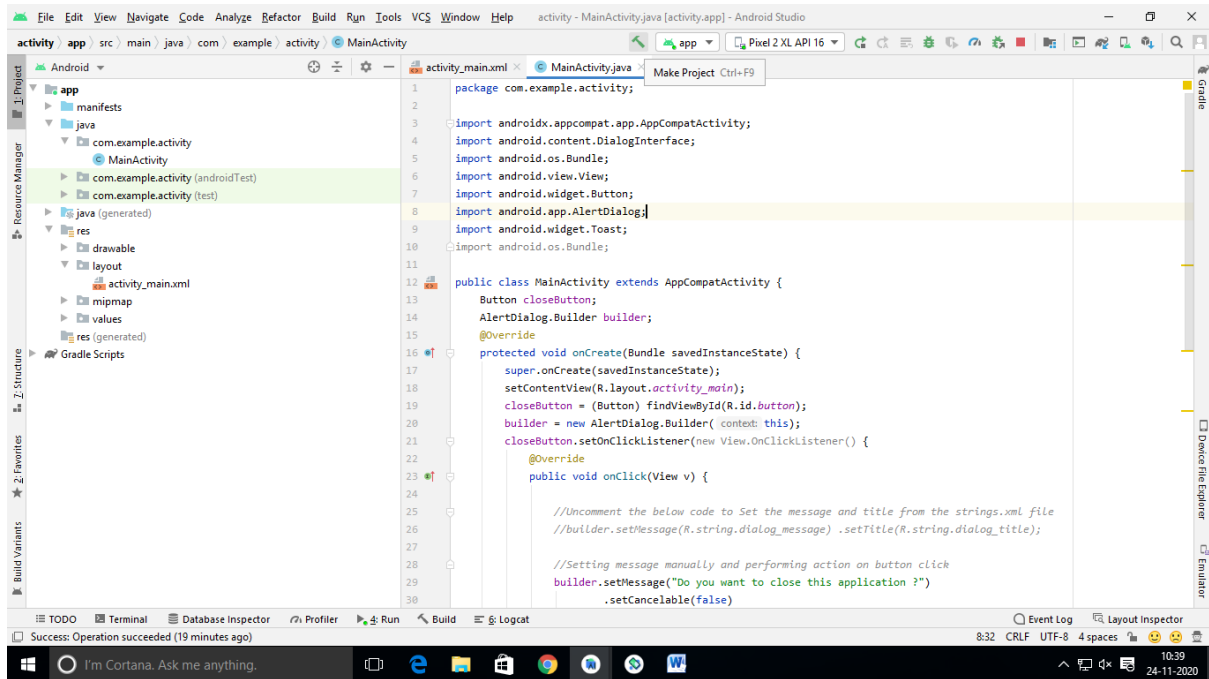 File Edit View Navigate Code Analyze Refactor Build Run Tools VCS Window Help activity - MainActivity.java [activity.app] - Android Studio
activity app src main java com example activity MainActivity app Pixel 2 XL API 16
Make Project Ctrl+F9
1: Project
Resource Manager
7: Structure
2: Favorites
Build Variants
Android
app
manifests
java
com.example.activity
MainActivity
com.example.activity (androidTest)
com.example.activity (test)
java (generated)
res
drawable
layout
activity_main.xml
mipmap
values
res (generated)
Gradle Scripts
activity_main.xml MainActivity.java
1 package com.example.activity;
2
3 import androidx.appcompat.app.AppCompatActivity;
4 import android.content.DialogInterface;
5 import android.os.Bundle;
6 import android.view.View;
7 import android.widget.Button;
8 import android.app.AlertDialog;
9 import android.widget.Toast;
10 import android.os.Bundle;
11
12 public class MainActivity extends AppCompatActivity {
13 Button closeButton;
14 AlertDialog.Builder builder;
15 @Override
16 protected void onCreate(Bundle savedInstanceState) {
17 super.onCreate(savedInstanceState);
18 setContentView(R.layout.activity_main);
19 closeButton = (Button) findViewById(R.id.button);
20 builder = new AlertDialog.Builder( context: this);
21 closeButton.setOnClickListener(new View.OnClickListener() {
22 @Override
23 public void onClick(View v) {
24
25 //Uncomment the below code to Set the message and title from the strings.xml file
26 //builder.setMessage(R.string.dialog_message) .setTitle(R.string.dialog_title);
27
28 //Setting message manually and performing action on button click
29 builder.setMessage("Do you want to close this application ?")
30 .setCancelable(false)
Gradle
Device File Explorer
Emulator
TODO Terminal Database Inspector Profiler 4: Run Build 6: Logcat Event Log Layout Inspector
Success: Operation succeeded (19 minutes ago) 8:32 CRLF UTF-8 4 spaces
I'm Cortana. Ask me anything.
10:39
24-11-2020